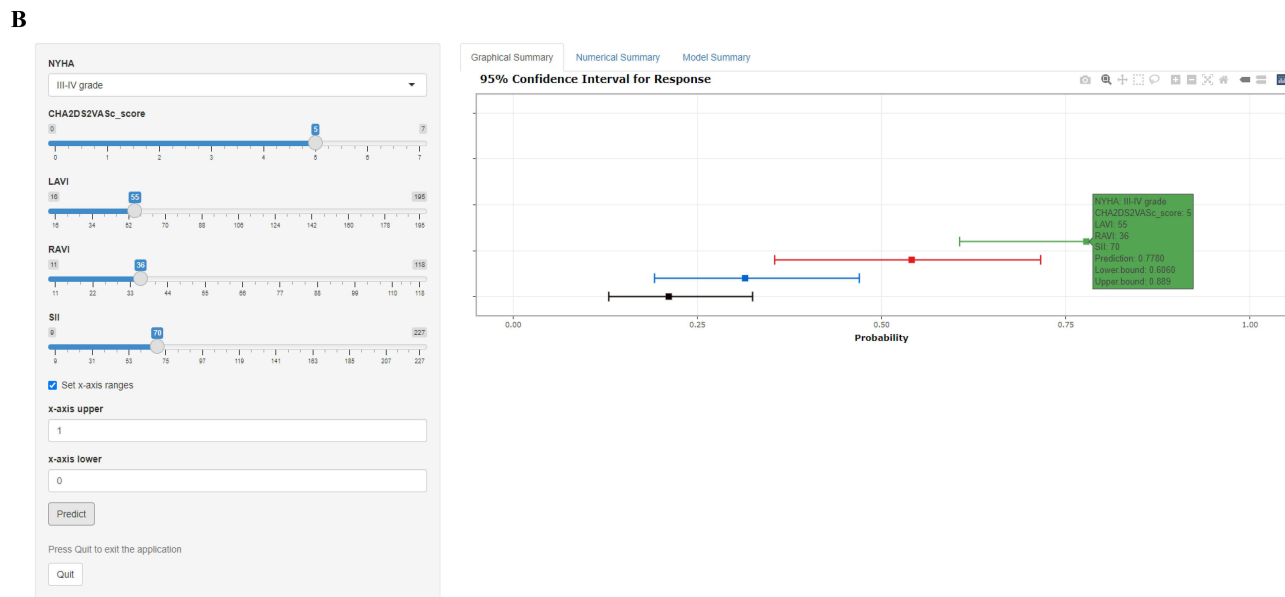 B
NYHA
III-IV grade
CHA2DS2VASc_score
0 5 7
0 1 2 3 4 5 6 7
LAVI
16 55 195
16 34 52 70 88 106 124 142 160 178 195
RAVI
11 36 118
11 22 33 44 55 66 77 88 99 110 118
SII
9 70 227
9 31 53 75 97 119 141 163 185 207 227
Set x-axis ranges
x-axis upper
1
x-axis lower
0
Predict
Press Quit to exit the application
Quit
Graphical Summary Numerical Summary Model Summary
95% Confidence Interval for Response
NYHA: III-IV grade
CHA2DS2VASc_score: 5
LAVI: 55
RAVI: 36
SII: 70
Prediction: 0.7780
Lower.bound: 0.6060
Upper.bound: 0.889
0.00 0.25 0.50 0.75 1.00
Probability